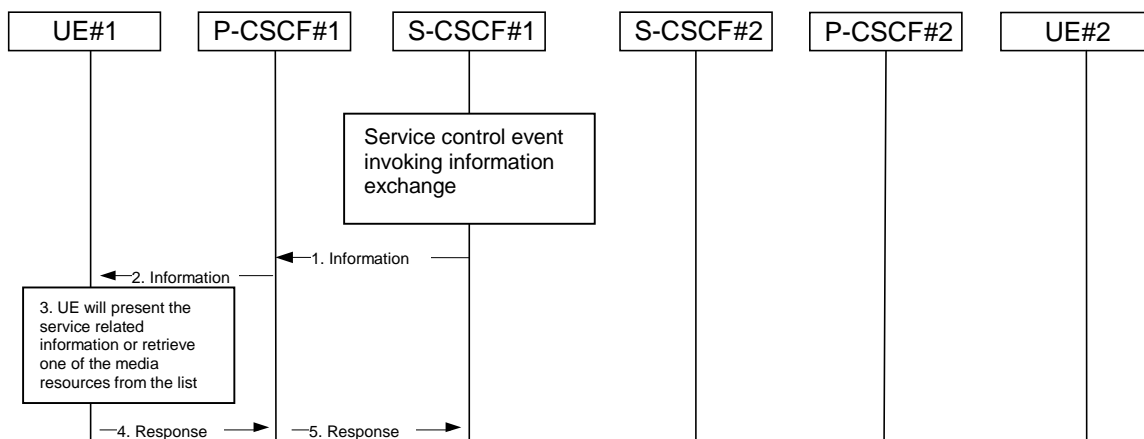 UE#1
P-CSCF#1
S-CSCF#1
S-CSCF#2
P-CSCF#2
UE#2
Service control event
invoking information
exchange
1. Information
2. Information
3. UE will present the
service related
information or retrieve
one of the media
resources from the list
4. Response
5. Response